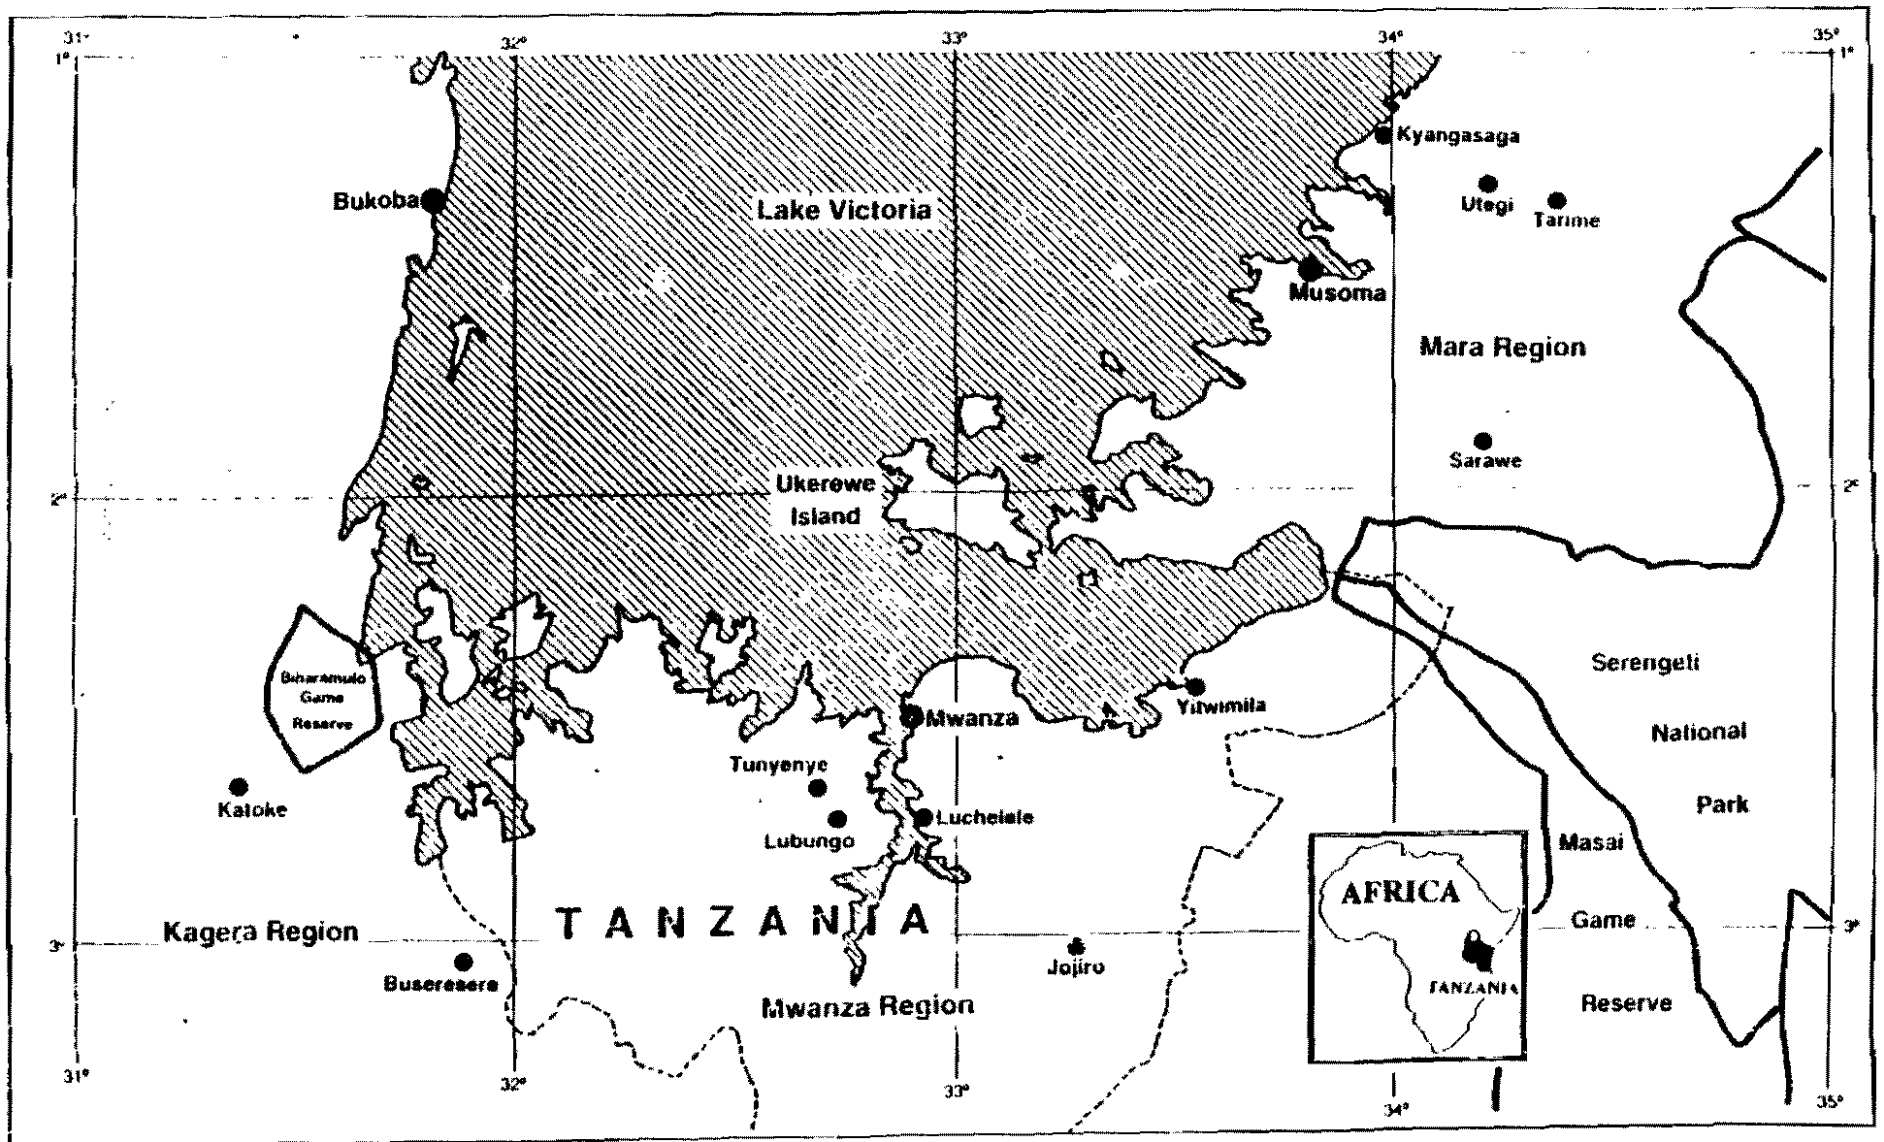 31°
32°
33°
34°
35°
1°
1°
Kyangasaga
Bukoba
Lake Victoria
Utegi
Tarime
Musoma
Mara Region
Sarawe
2°
Ukerewe
Island
2°
Serengeti
National
Park
Biharamulo
Game
Reserve
Yitwimila
Mwanza
Tunyenye
Katoke
Lubungo
Luchelele
Masai
Game
Reserve
AFRICA
TANZANIA
TANZANIA
Kagera Region
3°
3°
Jojiro
Buseresere
Mwanza Region
31°
32°
33°
34°
35°